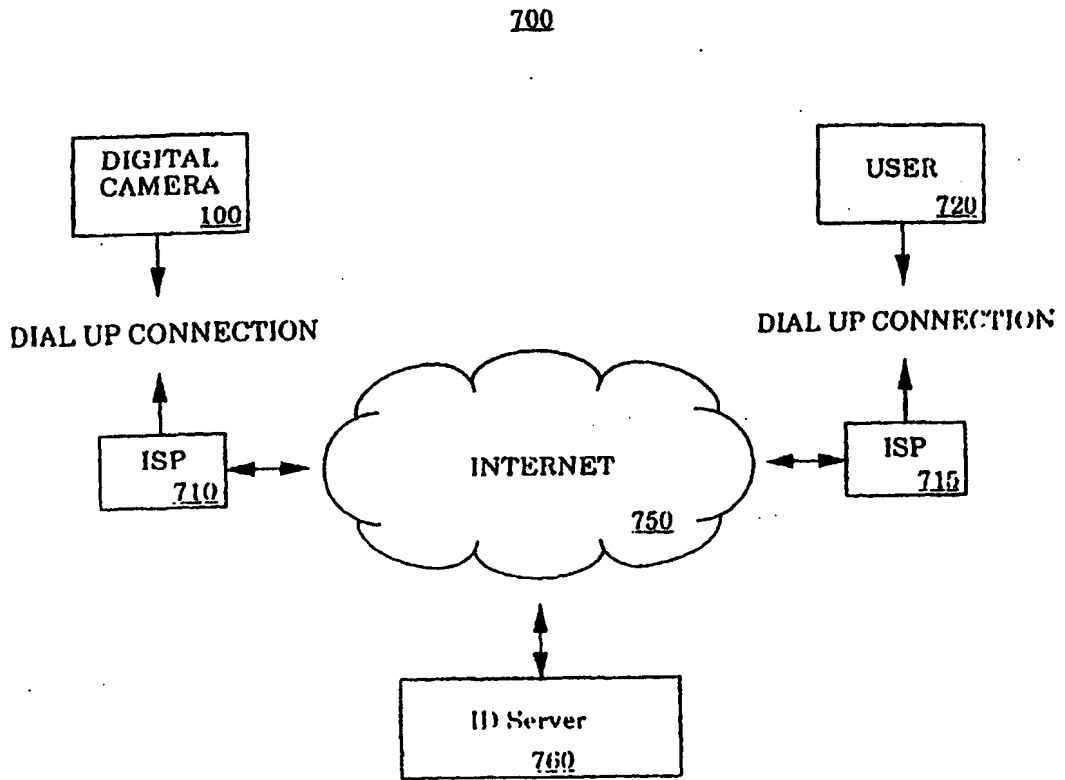 700
DIGITAL
CAMERA
100
USER
720
DIAL UP CONNECTION
DIAL UP CONNECTION
ISP
710
INTERNET
750
ISP
715
ID Server
760